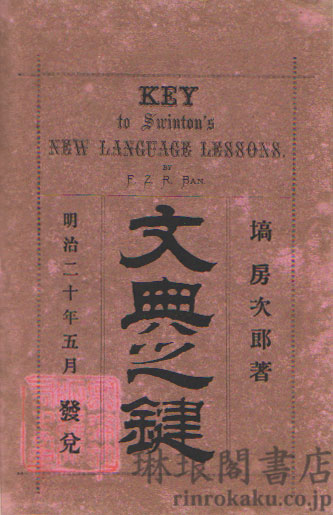 KEY
to Swinton's
NEW LANGUAGE LESSONS.
BY
F. Z. R. BAN.
塙房次郎著
文典之鍵
明治二十年五月 發兌
琳琅閣書店
rinrokaku.co.jp